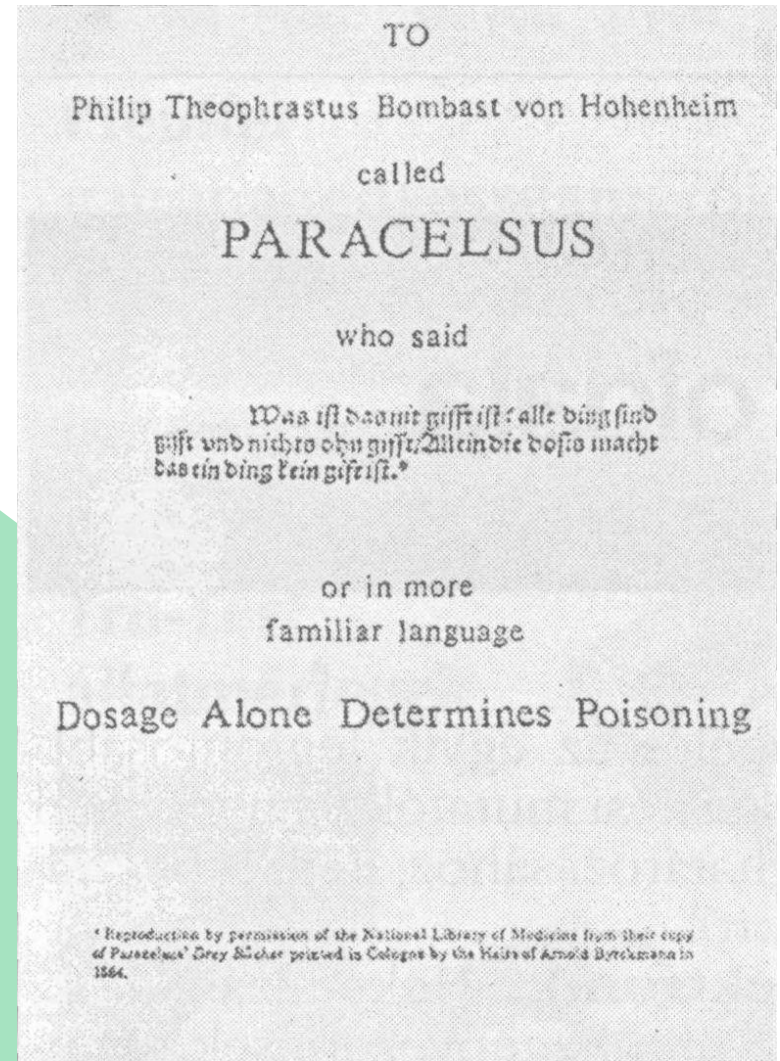 TO
Philip Theophrastus Bombast von Hohenheim
called
PARACELSUS
who said
Was ist das nit gifft ist? alle ding sind
gift vnd nichts ohn gifft/Allein die dosis macht
das ein ding kein gift ist.*
or in more
familiar language
Dosage Alone Determines Poisoning
* Reproduction by permission of the National Library of Medicine from their copy
of Paracelsus' Drey Bücher printed in Cologne by the Heirs of Arnold Byrckmann in
1564.